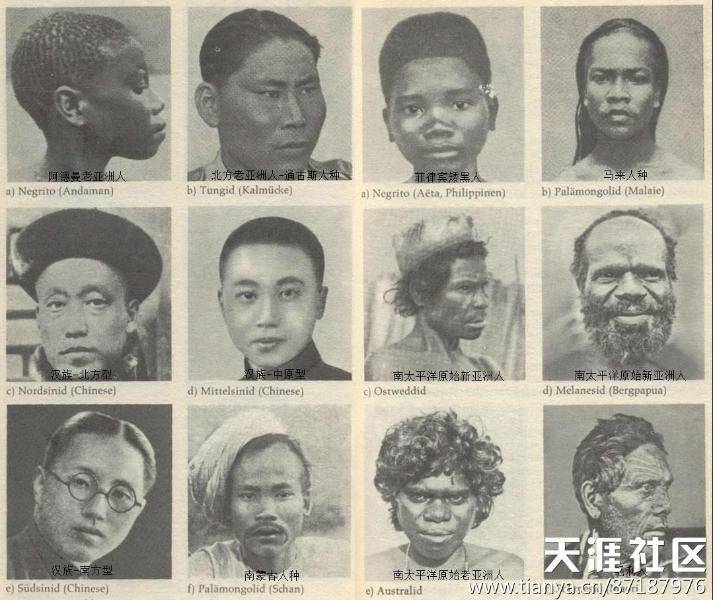 阿德曼老亚洲人
a) Negrito (Andaman)
北方老亚洲人-通古斯人种
b) Tungid (Kalmücke)
菲律宾矮黑人
a) Negrito (Aëta, Philippinen)
马来人种
b) Palämongolid (Malaie)
汉族-北方型
c) Nordsinid (Chinese)
汉族-中原型
d) Mittelsinid (Chinese)
南太平洋原始新亚洲人
c) Ostweddid
南太平洋原始新亚洲人
d) Melanesid (Bergpapua)
汉族-南方型
e) Südsinid (Chinese)
南蒙古人种
f) Palämongolid (Schan)
南太平洋原始老亚洲人
e) Australid
天涯社区
www.tianya.cn/87187976